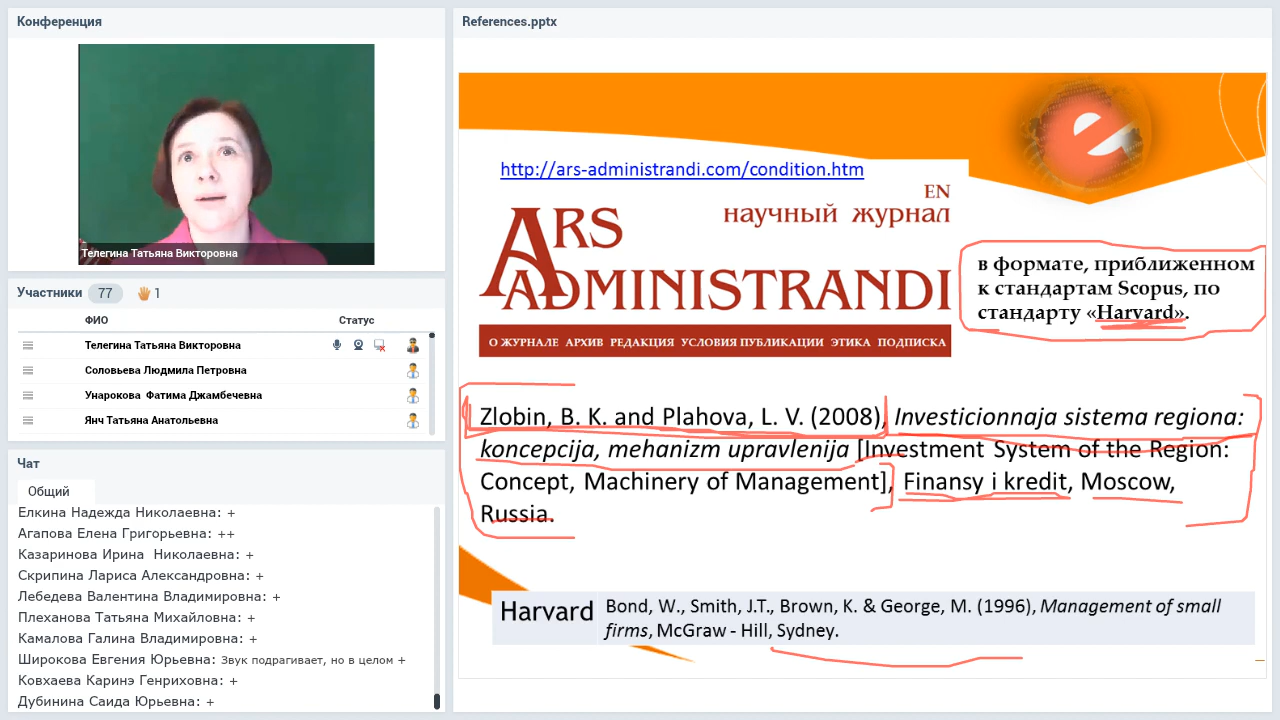 Конференция
Телегина Татьяна Викторовна
Участники 77 1
ФИО Статус
Телегина Татьяна Викторовна
Соловьева Людмила Петровна
Унарокова Фатима Джамбечевна
Янч Татьяна Анатольевна
Чат
Общий
Елкина Надежда Николаевна: +
Агапова Елена Григорьевна: ++
Казаринова Ирина Николаевна: +
Скрипина Лариса Александровна: +
Лебедева Валентина Владимировна: +
Плеханова Татьяна Михайловна: +
Камалова Галина Владимировна: +
Широкова Евгения Юрьевна: Звук подрагивает, но в целом +
Ковхаева Каринэ Генриховна: +
Дубинина Саида Юрьевна: +
References.pptx
http://ars-administrandi.com/condition.htm
EN
научный журнал
ARS
ADMINISTRANDI
О ЖУРНАЛЕ АРХИВ РЕДАКЦИЯ УСЛОВИЯ ПУБЛИКАЦИИ ЭТИКА ПОДПИСКА
в формате, приближенном
к стандартам Scopus, по
стандарту «Harvard».
Zlobin, B. K. and Plahova, L. V. (2008), Investicionnaja sistema regiona:
koncepcija, mehanizm upravlenija [Investment System of the Region:
Concept, Machinery of Management], Finansy i kredit, Moscow,
Russia.
Harvard
Bond, W., Smith, J.T., Brown, K. & George, M. (1996), Management of small
firms, McGraw - Hill, Sydney.